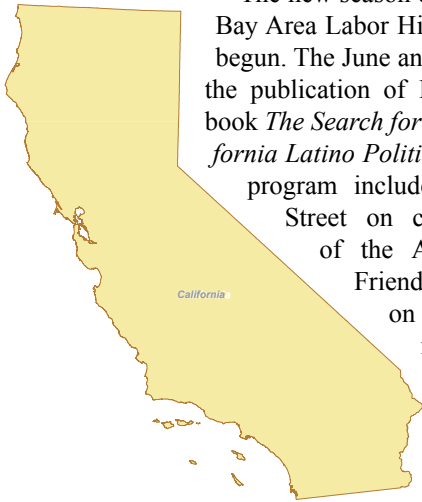 The new season
Bay Area Labor Hi
begun. The June an
the publication of
book The Search for
fornia Latino Politi
program include
Street on c
of the A
Friend
on
California